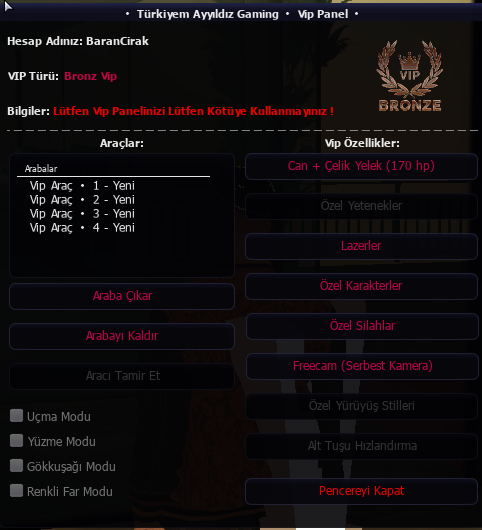 • Türkiyem Ayyıldız Gaming • Vip Panel •
Hesap Adınız: BaranCirak
VIP Türü: Bronz Vip
VIP
BRONZE
Bilgiler: Lütfen Vip Panelinizi Lütfen Kötüye Kullanmayınız !
Araçlar:
Arabalar
Vip Araç • 1 - Yeni
Vip Araç • 2 - Yeni
Vip Araç • 3 - Yeni
Vip Araç • 4 - Yeni
Araba Çıkar
Arabayı Kaldır
Aracı Tamir Et
Uçma Modu
Yüzme Modu
Gökkuşağı Modu
Renkli Far Modu
Vip Özellikler:
Can + Çelik Yelek (170 hp)
Özel Yetenekler
Lazerler
Özel Karakterler
Özel Silahlar
Freecam (Serbest Kamera)
Özel Yürüyüş Stilleri
Alt Tuşu Hızlandırma
Pencereyi Kapat